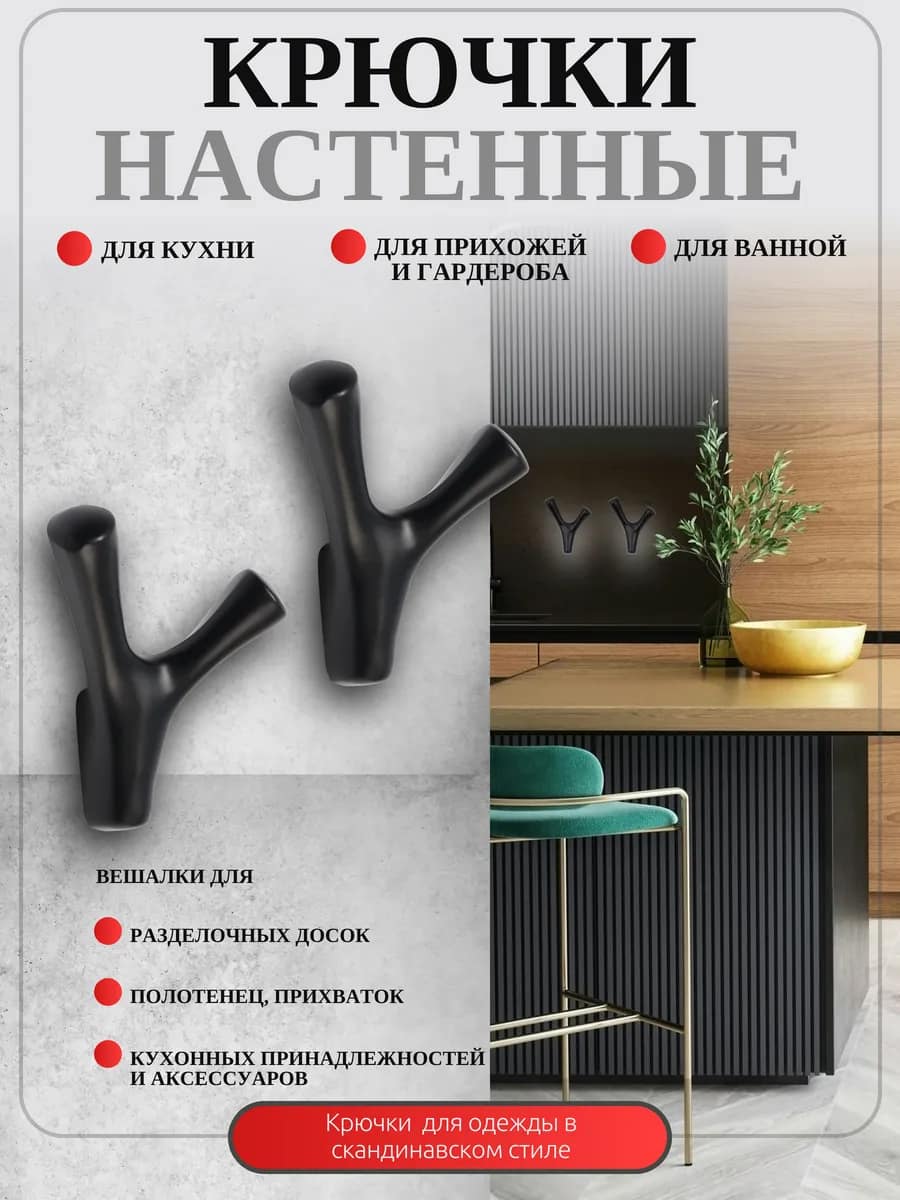 КРЮЧКИ
НАСТЕННЫЕ
ДЛЯ КУХНИ
ДЛЯ ПРИХОЖЕЙ
И ГАРДЕРОБА
ДЛЯ ВАННОЙ
ВЕШАЛКИ ДЛЯ
РАЗДЕЛОЧНЫХ ДОСОК
ПОЛОТЕНЕЦ, ПРИХВАТОК
КУХОННЫХ ПРИНАДЛЕЖНОСТЕЙ
И АКСЕССУАРОВ
Крючки для одежды в
скандинавском стиле